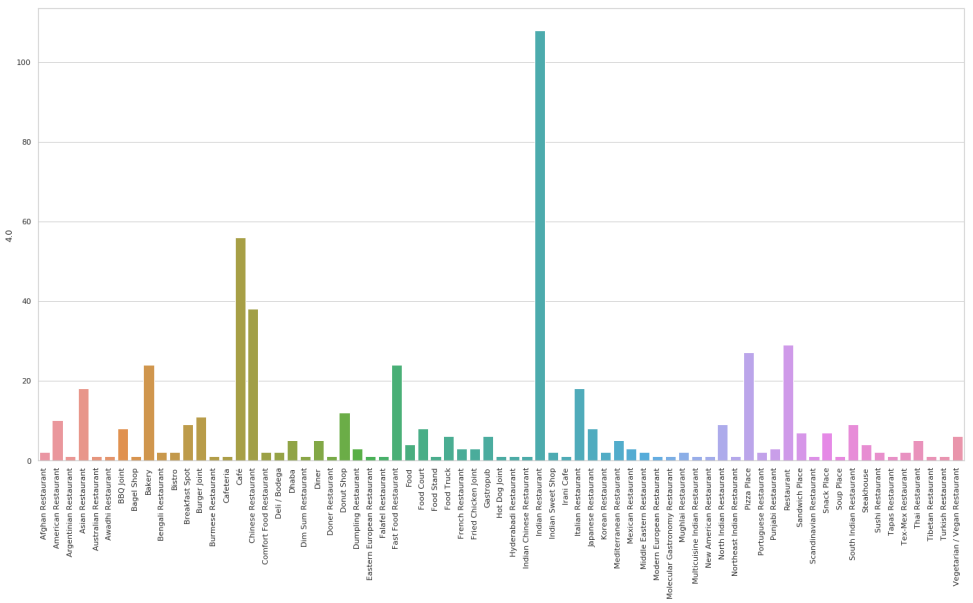 100
80
60
40
20
0
4.0
Afghan Restaurant
American Restaurant
Argentinian Restaurant
Asian Restaurant
Australian Restaurant
Awadhi Restaurant
BBQ Joint
Bagel Shop
Bakery
Bengali Restaurant
Bistro
Breakfast Spot
Burger Joint
Burmese Restaurant
Cafeteria
Café
Chinese Restaurant
Comfort Food Restaurant
Deli / Bodega
Dhaba
Dim Sum Restaurant
Diner
Doner Restaurant
Donut Shop
Dumpling Restaurant
Eastern European Restaurant
Falafel Restaurant
Fast Food Restaurant
Food
Food Court
Food Stand
Food Truck
French Restaurant
Fried Chicken Joint
Gastropub
Hot Dog Joint
Hyderabadi Restaurant
Indian Chinese Restaurant
Indian Restaurant
Indian Sweet Shop
Irani Cafe
Italian Restaurant
Japanese Restaurant
Korean Restaurant
Mediterranean Restaurant
Mexican Restaurant
Middle Eastern Restaurant
Modern European Restaurant
Molecular Gastronomy Restaurant
Mughlai Restaurant
Multicuisine Indian Restaurant
New American Restaurant
North Indian Restaurant
Northeast Indian Restaurant
Pizza Place
Portuguese Restaurant
Punjabi Restaurant
Restaurant
Sandwich Place
Scandinavian Restaurant
Snack Place
Soup Place
South Indian Restaurant
Steakhouse
Sushi Restaurant
Tapas Restaurant
Tex-Mex Restaurant
Thai Restaurant
Tibetan Restaurant
Turkish Restaurant
Vegetarian / Vegan Restaurant